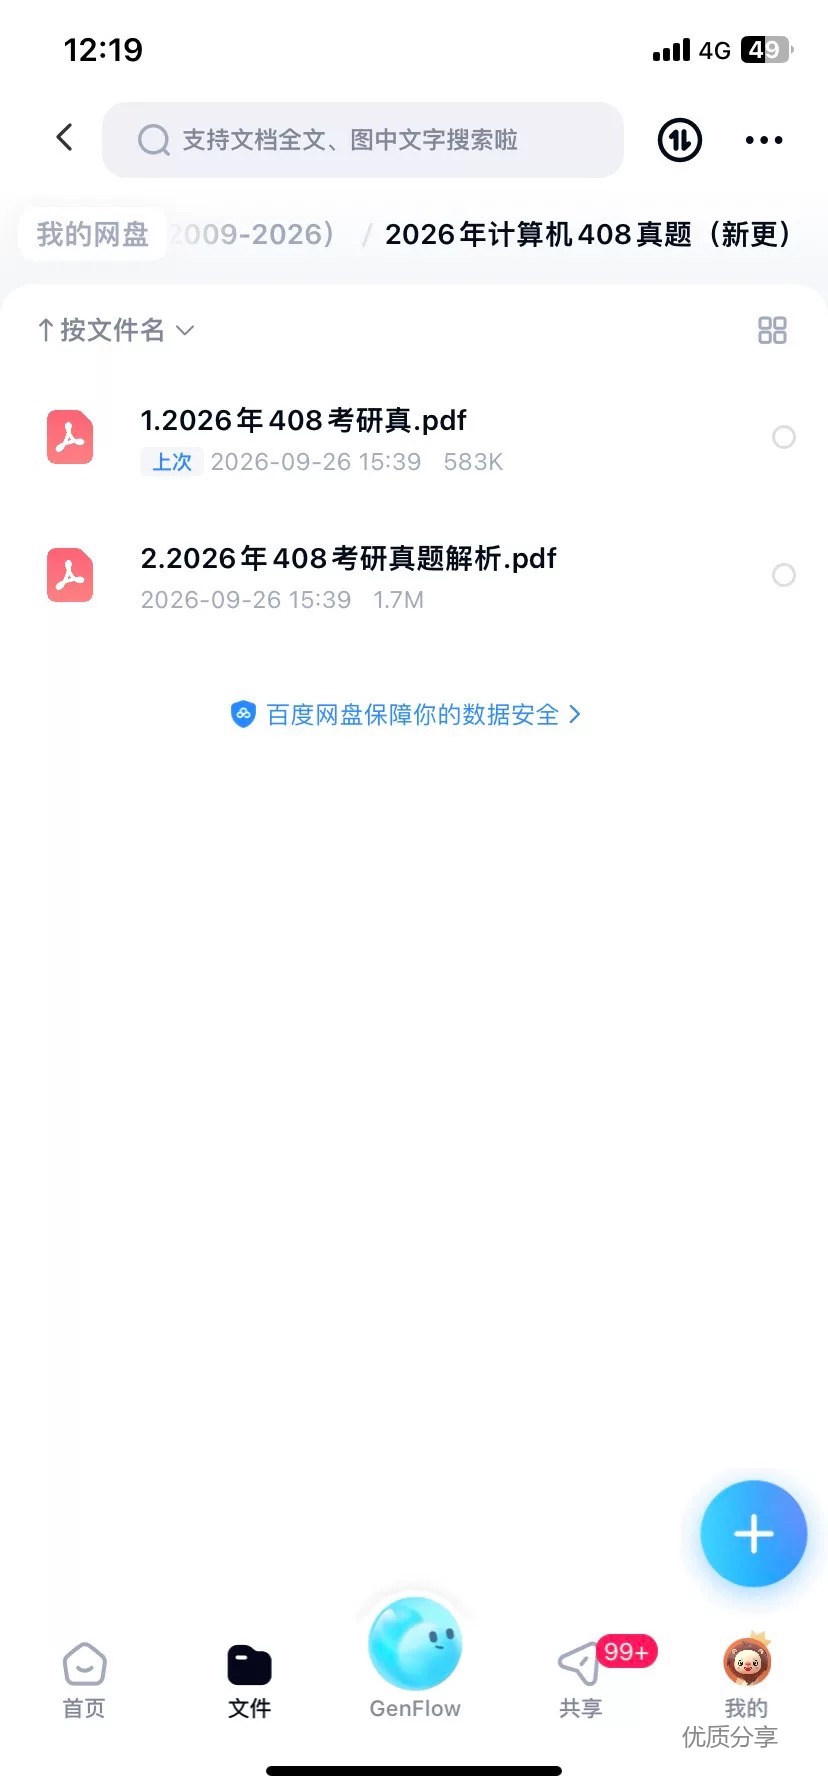 12:19
4G 49
支持文档全文、图中文字搜索啦
我的网盘 2009-2026） / 2026年计算机408真题（新更）
↑按文件名
1.2026年408考研真.pdf
上次 2026-09-26 15:39 583K
2.2026年408考研真题解析.pdf
2026-09-26 15:39 1.7M
百度网盘保障你的数据安全
99+
首页 文件 GenFlow 共享 我的
优质分享